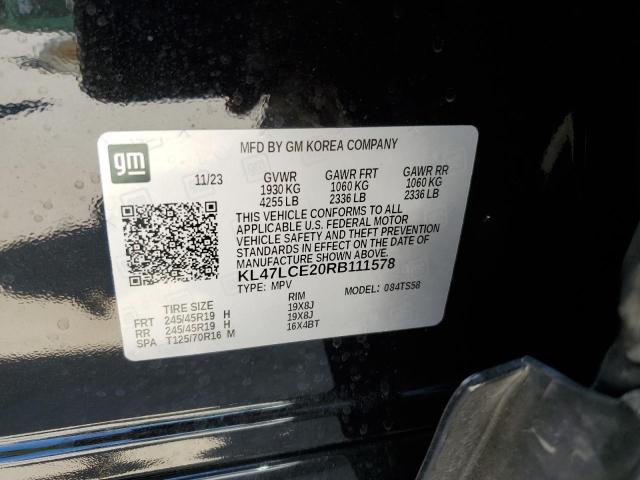 gm
MFD BY GM KOREA COMPANY
11/23 GVWR GAWR FRT GAWR RR
1930 KG 1060 KG 1060 KG
4255 LB 2336 LB 2336 LB
THIS VEHICLE CONFORMS TO ALL
APPLICABLE U.S. FEDERAL MOTOR
VEHICLE SAFETY AND THEFT PREVENTION
STANDARDS IN EFFECT ON THE DATE OF
MANUFACTURE SHOWN ABOVE.
KL47LCE20RB111578
TYPE: MPV MODEL: 084TS58
TIRE SIZE RIM
FRT 245/45R19 H 19X8J
RR 245/45R19 H 19X8J
SPA T125/70R16 M 16X4BT